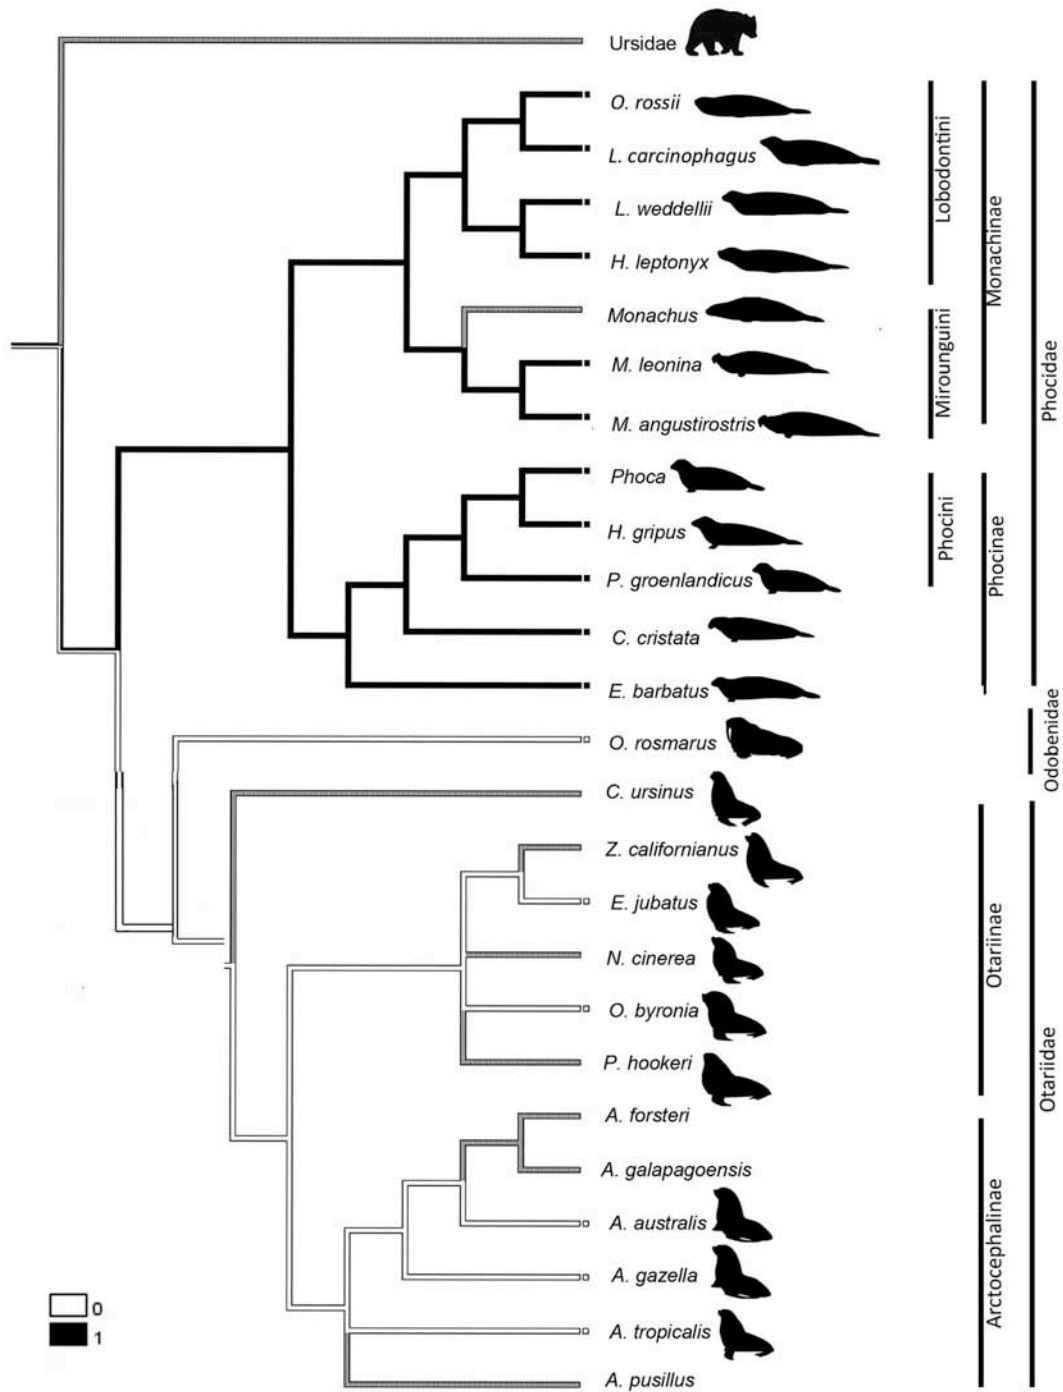 Ursidae
O. rossii
L. carcinophagus
L. weddellii
H. leptonyx
Monachus
M. leonina
M. angustirostris
Phoca
H. gripus
P. groenlandicus
C. cristata
E. barbatus
O. rosmarus
C. ursinus
Z. californianus
E. jubatus
N. cinerea
O. byronia
P. hookeri
A. forsteri
A. galapagoensis
A. australis
A. gazella
A. tropicalis
A. pusillus
Lobodontini
Mirounguini
Phocini
Monachinae
Phocinae
Otariinae
Arctocephalinae
Phocidae
Odobenidae
Otariidae
0
1